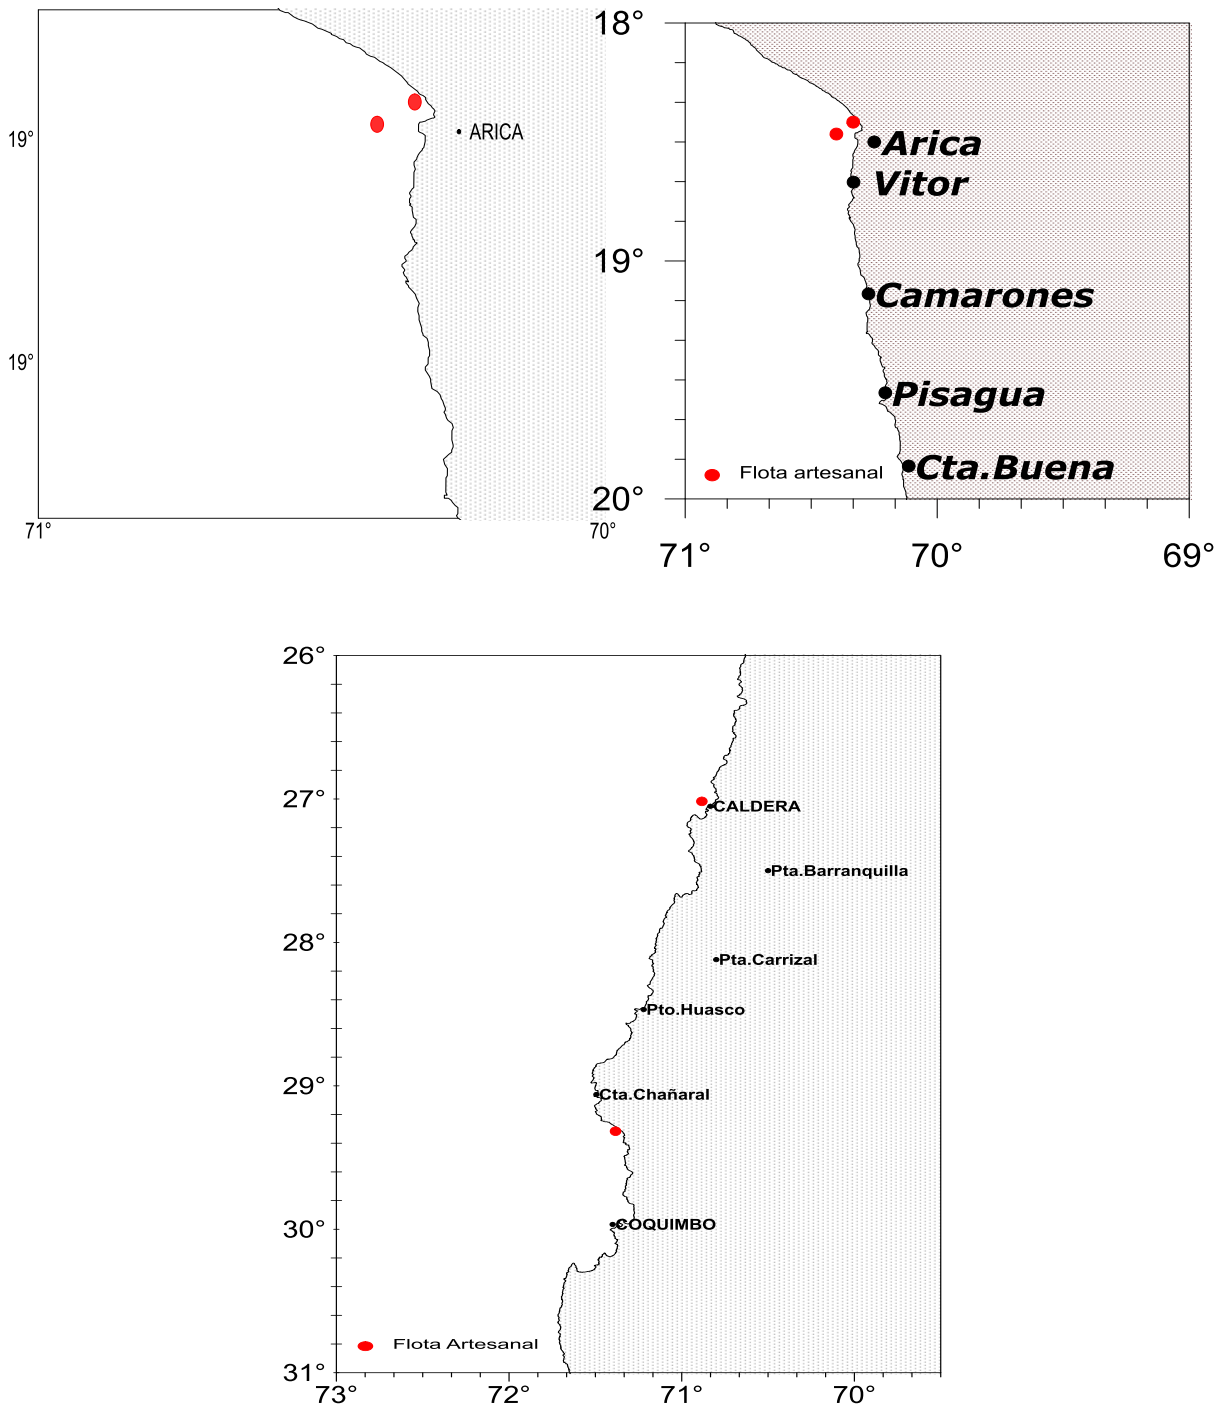 19°
ARICA
19°
71°
70°
18°
Arica
Vitor
19°
Camarones
Pisagua
Flota artesanal
Cta.Buena
20°
71°
70°
69°
26°
27°
CALDERA
Pta.Barranquilla
28°
Pta.Carrizal
Pto.Huasco
29°
Cta.Chañaral
30°
COQUIMBO
Flota Artesanal
31°
73°
72°
71°
70°